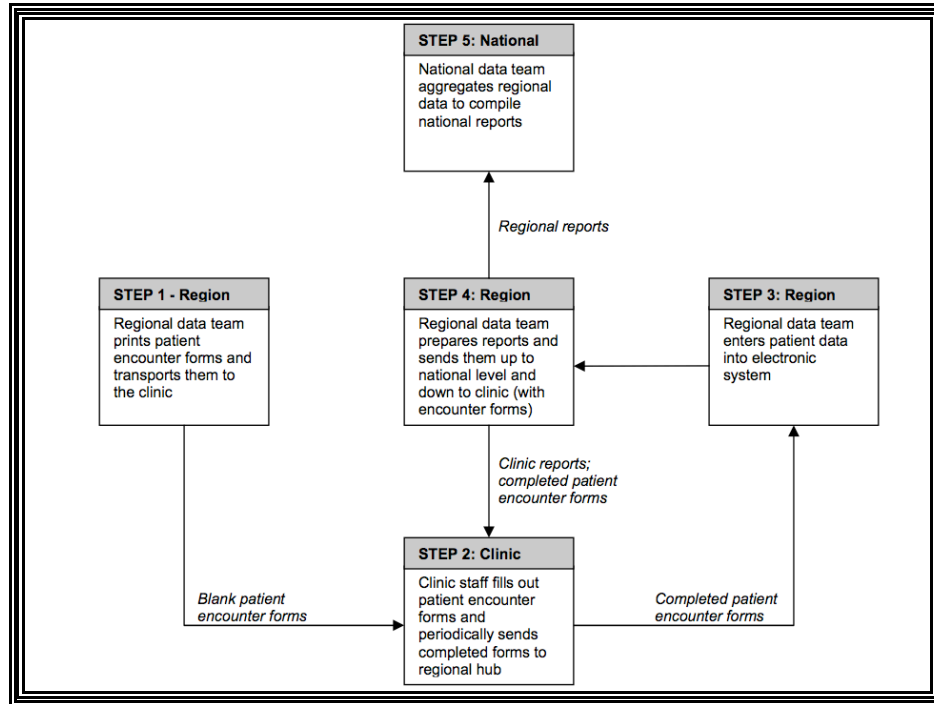 STEP 5: National
National data team
aggregates regional
data to compile
national reports
Regional reports
STEP 1 - Region
Regional data team
prints patient
encounter forms and
transports them to
the clinic
STEP 4: Region
Regional data team
prepares reports and
sends them up to
national level and
down to clinic (with
encounter forms)
STEP 3: Region
Regional data team
enters patient data
into electronic
system
Clinic reports;
completed patient
encounter forms
STEP 2: Clinic
Clinic staff fills out
patient encounter
forms and
periodically sends
completed forms to
regional hub
Blank patient
encounter forms
Completed patient
encounter forms